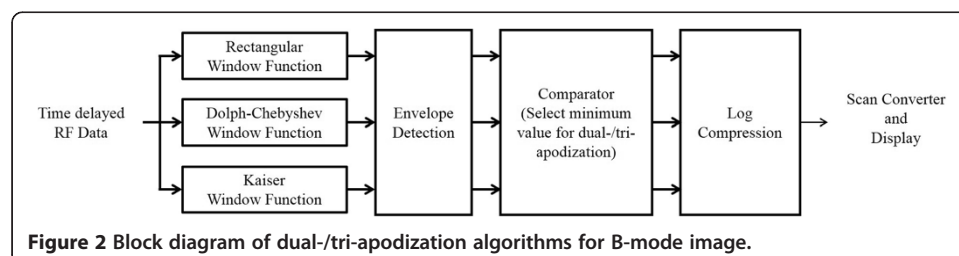 Time delayed
RF Data
Rectangular
Window Function
Dolph-Chebyshev
Window Function
Kaiser
Window Function
Envelope
Detection
Comparator
(Select minimum
value for dual-/tri-
apodization)
Log
Compression
Scan Converter
and
Display
Figure 2 Block diagram of dual-/tri-apodization algorithms for B-mode image.